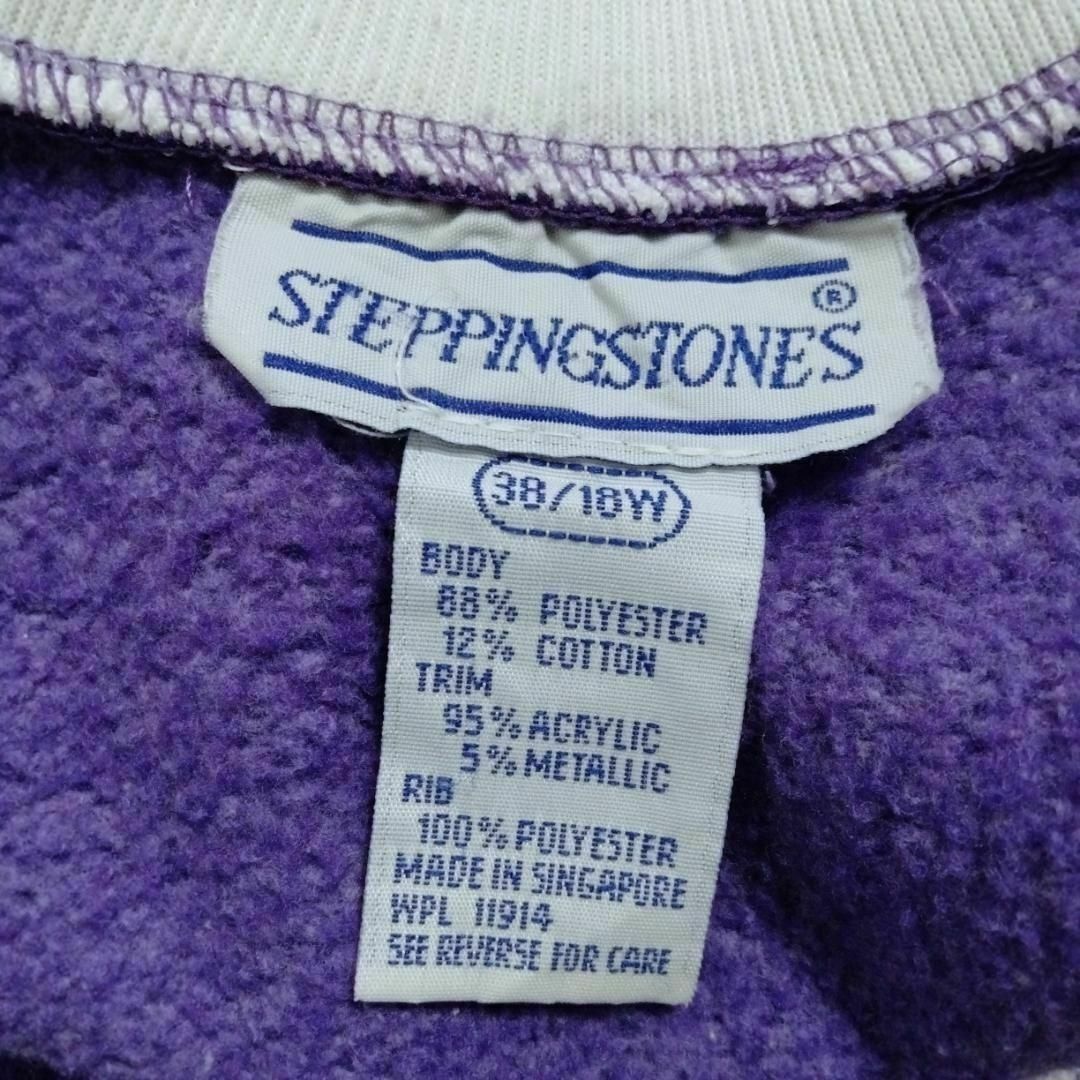 STEPPINGSTONES®
38/18W
BODY
88% POLYESTER
12% COTTON
TRIM
95% ACRYLIC
5% METALLIC
RIB
100% POLYESTER
MADE IN SINGAPORE
WPL 11914
SEE REVERSE FOR CARE